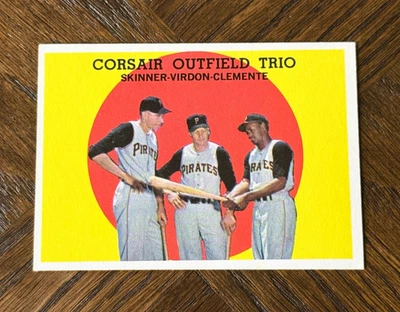 CORSAIR OUTFIELD TRIO
SKINNER-VIRDON-CLEMENTE
P P
PIRATES PIRATES PIRATES